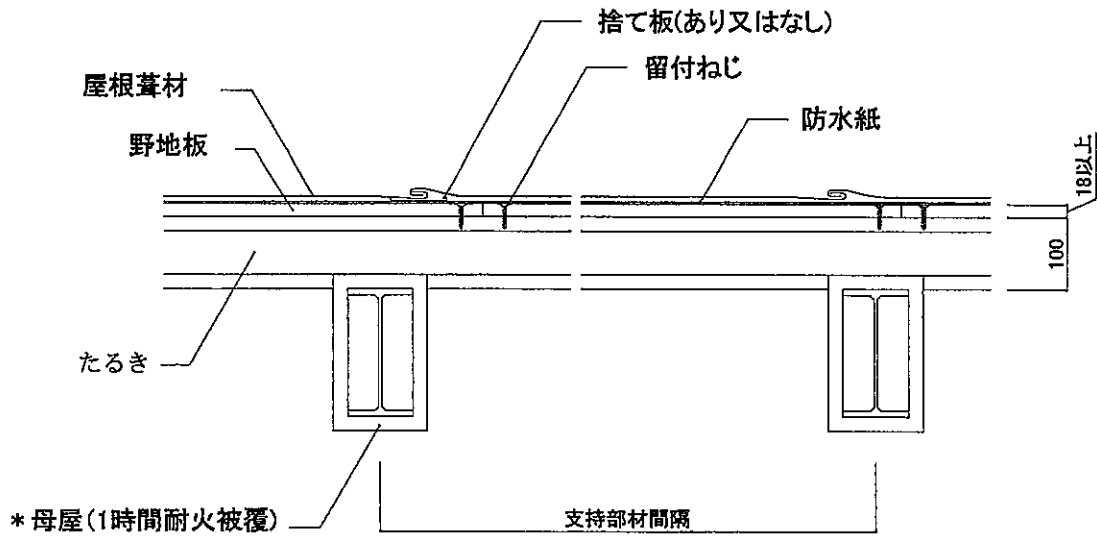 捨て板(あり又はなし)
留付ねじ
屋根葺材
防水紙
野地板
18以上
100
たるき
*母屋(1時間耐火被覆)
支持部材間隔